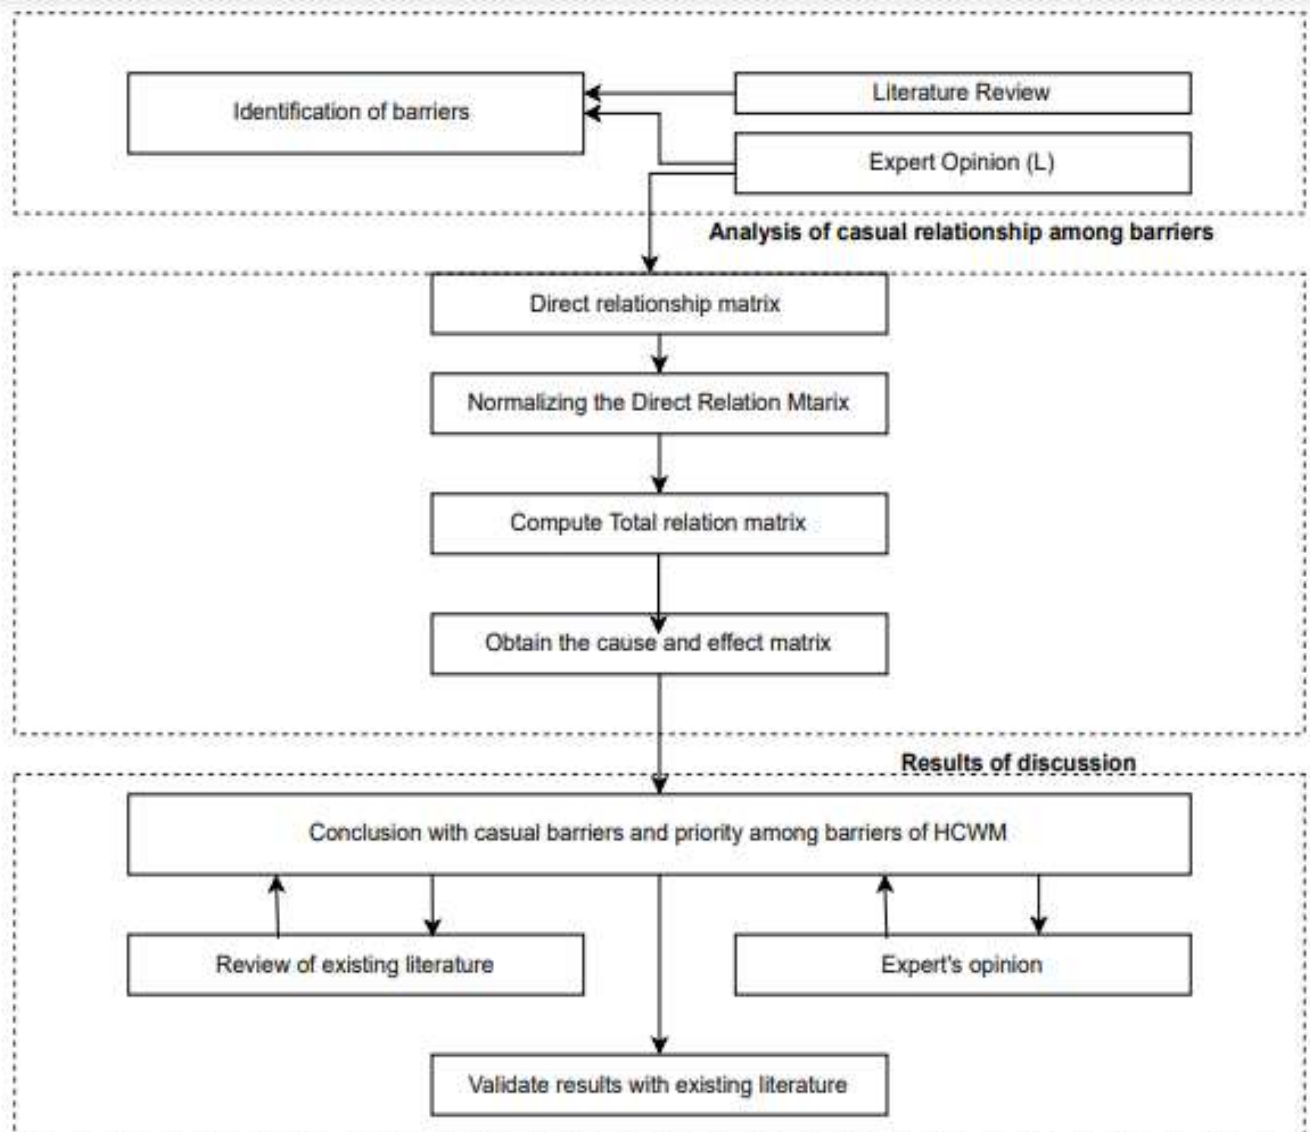 Identification of barriers
Literature Review
Expert Opinion (L)
Analysis of casual relationship among barriers
Direct relationship matrix
Normalizing the Direct Relation Mtarix
Compute Total relation matrix
Obtain the cause and effect matrix
Results of discussion
Conclusion with casual barriers and priority among barriers of HCWM
Review of existing literature
Expert's opinion
Validate results with existing literature